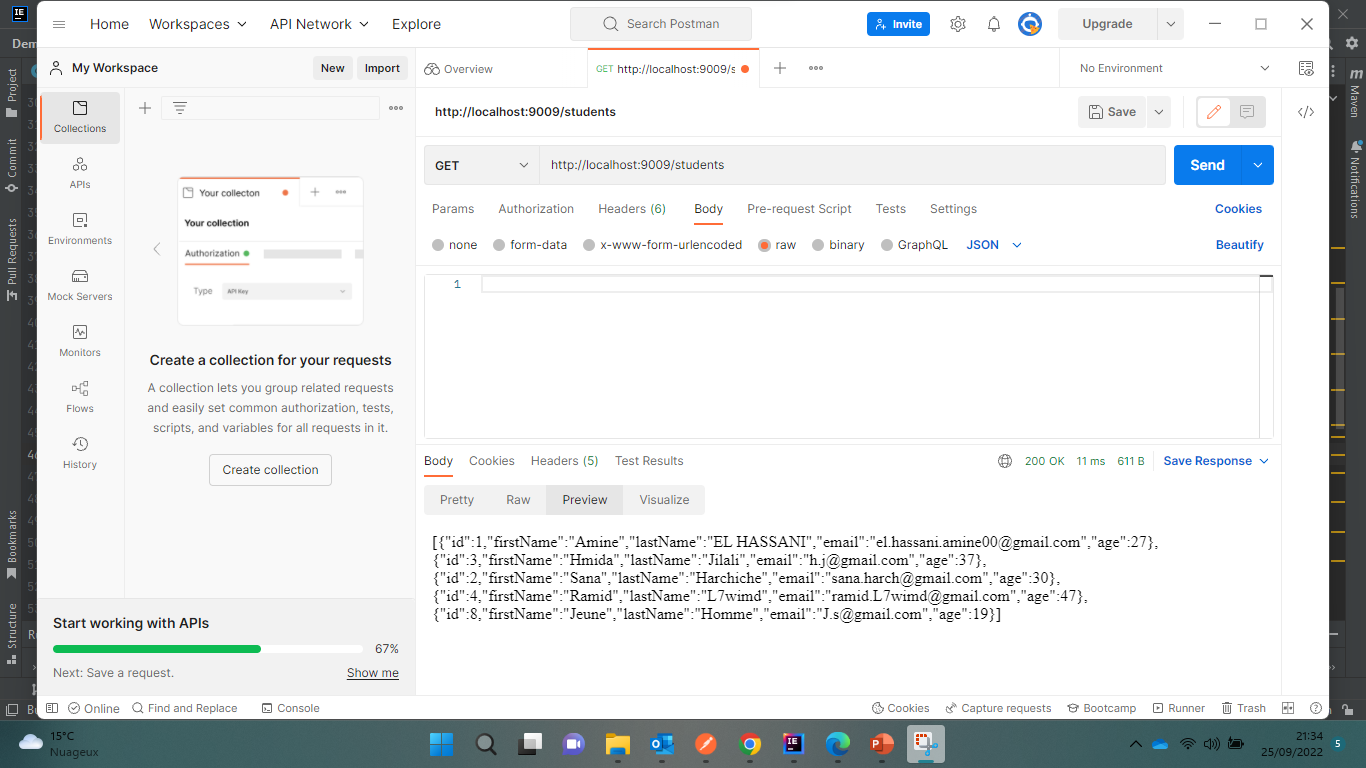 Home Workspaces API Network Explore Search Postman Invite Upgrade
Dem
My Workspace New Import Overview GET http://localhost:9009/s No Environment
Project
Commit
Pull Requests
Bookmarks
Structure
Maven
Notifications
Collections
APIs
Environments
Mock Servers
Monitors
Flows
History
Your collecton
Your collection
Authorization
Type API Key
Create a collection for your requests
A collection lets you group related requests
and easily set common authorization, tests,
scripts, and variables for all requests in it.
Create collection
Start working with APIs
67%
Next: Save a request. Show me
http://localhost:9009/students Save
GET http://localhost:9009/students Send
Params Authorization Headers (6) Body Pre-request Script Tests Settings Cookies
none form-data x-www-form-urlencoded raw binary GraphQL JSON Beautify
1
Body Cookies Headers (5) Test Results 200 OK 11 ms 611 B Save Response
Pretty Raw Preview Visualize
[{"id":1,"firstName":"Amine","lastName":"EL HASSANI","email":"el.hassani.amine00@gmail.com","age":27},
{"id":3,"firstName":"Hmida","lastName":"Jilali","email":"h.j@gmail.com","age":37},
{"id":2,"firstName":"Sana","lastName":"Harchiche","email":"sana.harch@gmail.com","age":30},
{"id":4,"firstName":"Ramid","lastName":"L7wimd","email":"ramid.L7wimd@gmail.com","age":47},
{"id":8,"firstName":"Jeune","lastName":"Homme","email":"J.s@gmail.com","age":19}]
Online Find and Replace Console Cookies Capture requests Bootcamp Runner Trash
15°C
Nuageux
21:34
25/09/2022
5